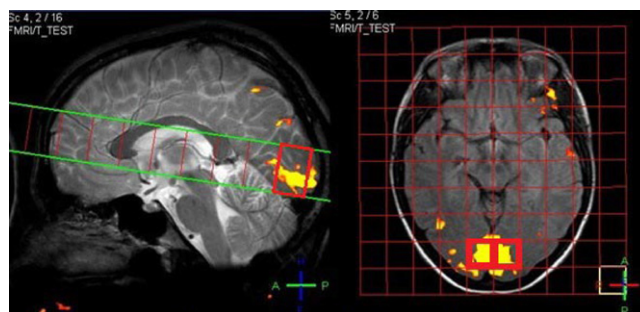 Sc 4, 2 / 16
FMRI/T_TEST
A P
Sc 5, 2 / 6
FMRI/T_TEST
A
P